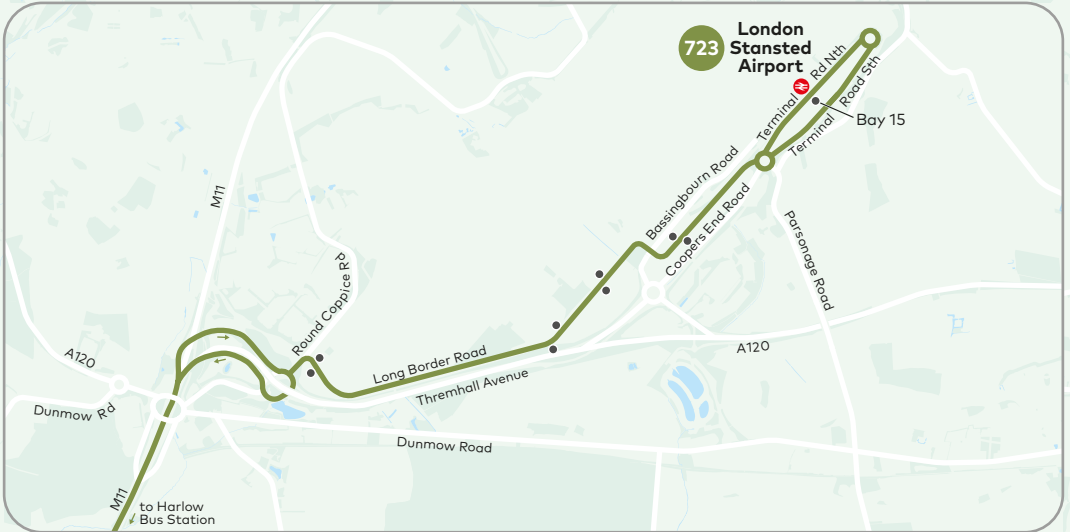 723
London
Stansted
Airport
Terminal Rd Nth
Terminal Road Sth
Bay 15
Bassingbourn Road
Coopers End Road
Parsonage Road
M11
Round Coppice Rd
A120
Long Border Road
A120
Thremhall Avenue
Dunmow Rd
Dunmow Road
M11
to Harlow
Bus Station